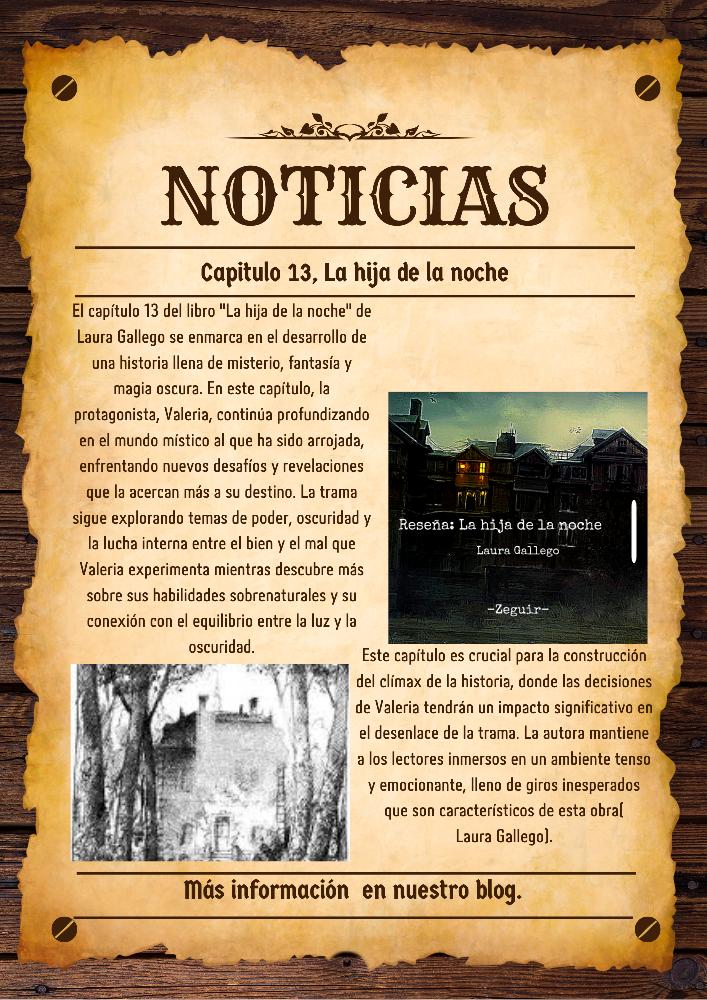 NOTICIAS
Capitulo 13, La hija de la noche
El capítulo 13 del libro "La hija de la noche" de
Laura Gallego se enmarca en el desarrollo de
una historia llena de misterio, fantasía y
magia oscura. En este capítulo, la
protagonista, Valeria, continúa profundizando
en el mundo místico al que ha sido arrojada,
enfrentando nuevos desafíos y revelaciones
que la acercan más a su destino. La trama
sigue explorando temas de poder, oscuridad y
la lucha interna entre el bien y el mal que
Valeria experimenta mientras descubre más
sobre sus habilidades sobrenaturales y su
conexión con el equilibrio entre la luz y la
oscuridad.
Reseña: La hija de la noche
Laura Gallego
-Zeguir-
Este capítulo es crucial para la construcción
del clímax de la historia, donde las decisiones
de Valeria tendrán un impacto significativo en
el desenlace de la trama. La autora mantiene
a los lectores inmersos en un ambiente tenso
y emocionante, lleno de giros inesperados
que son característicos de esta obra(
Laura Gallego).
Más información en nuestro blog.